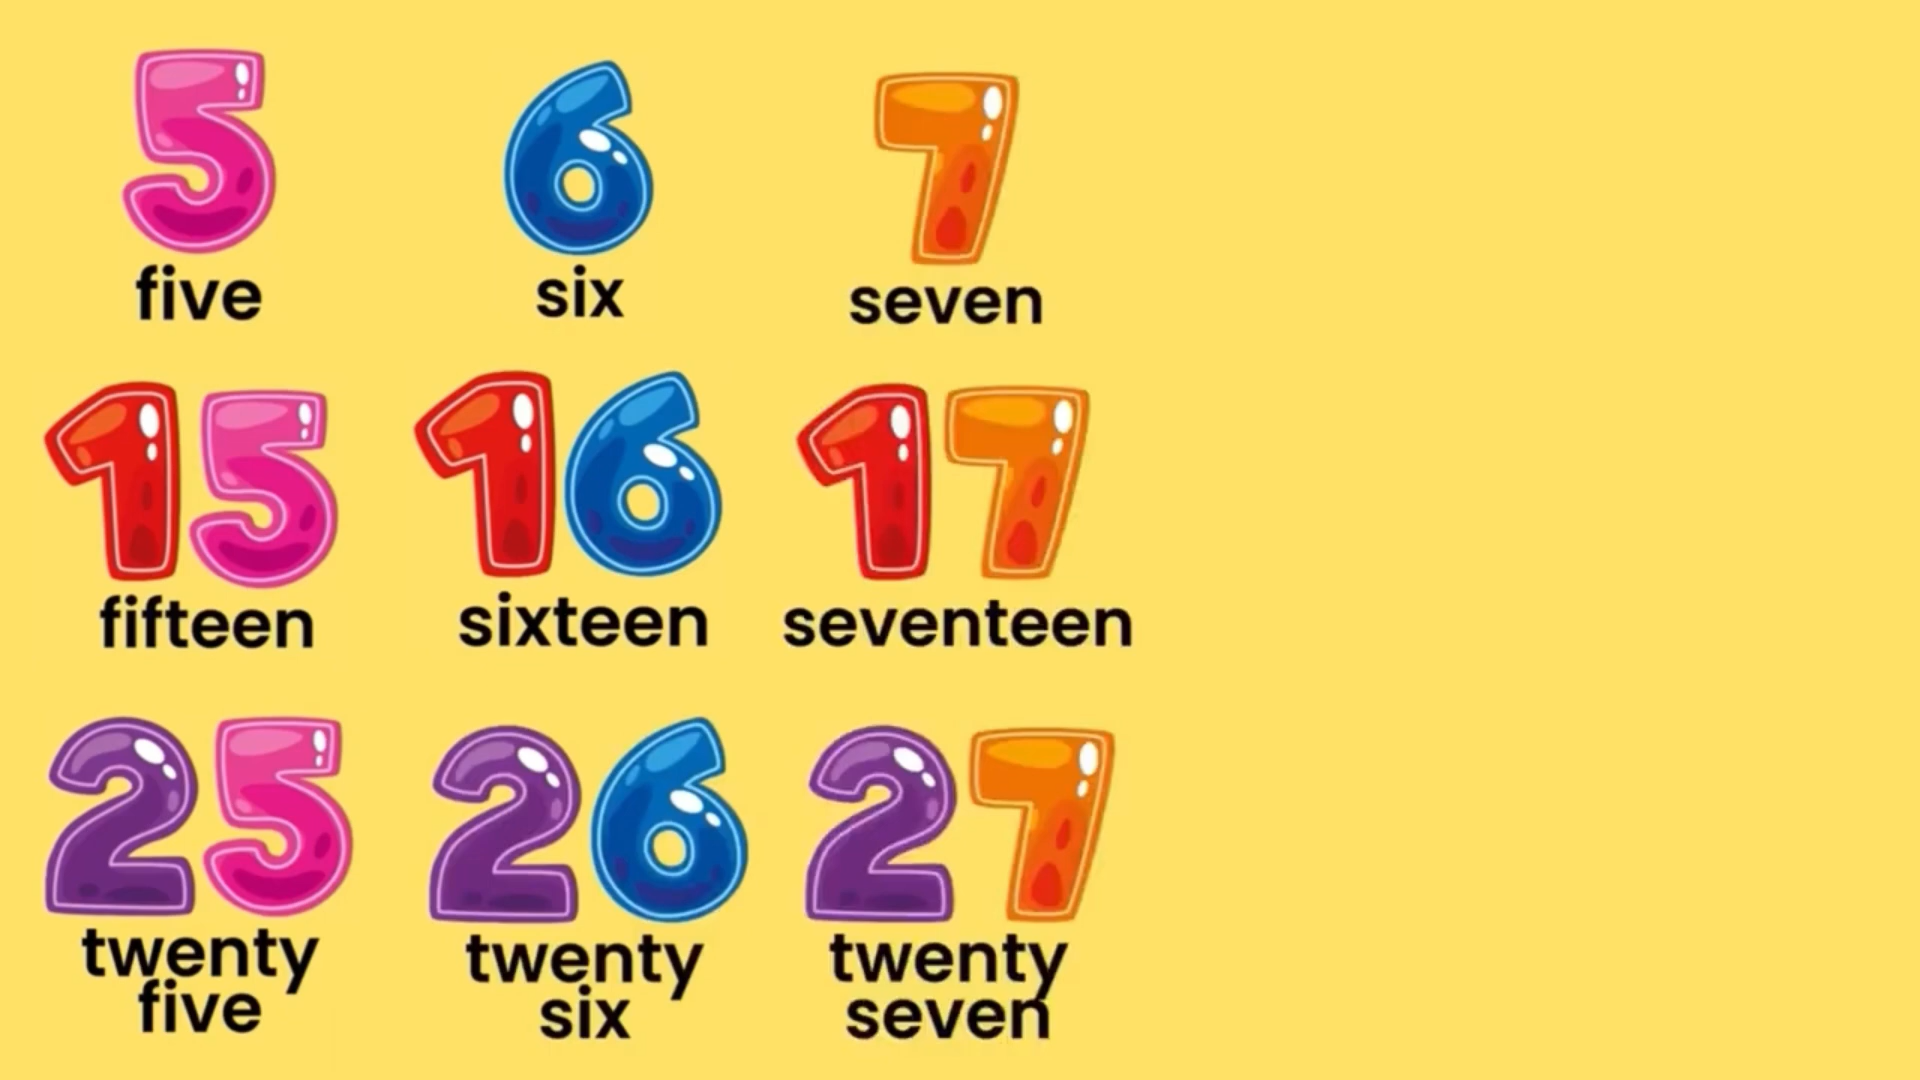 5 6 7
five six seven
15 16 17
fifteen sixteen seventeen
25 26 27
twenty twenty twenty
five six seven